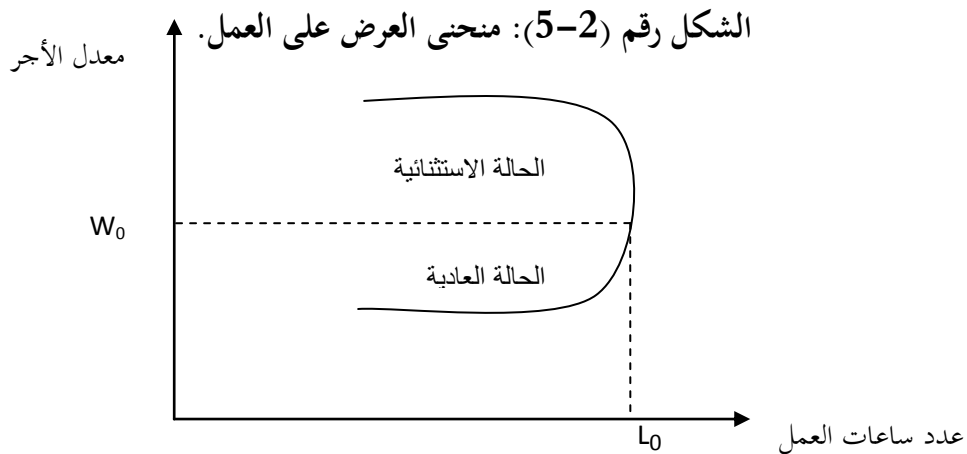 الشكل رقم (2-5): منحنى العرض على العمل.
معدل الأجر
الحالة الاستثنائية
W₀
الحالة العادية
L₀
عدد ساعات العمل